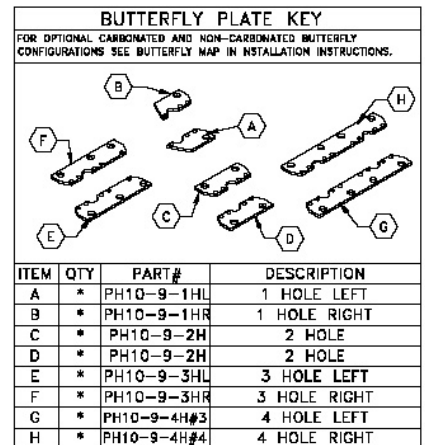 BUTTERFLY PLATE KEY
FOR OPTIONAL CARBONATED AND NON-CARBONATED BUTTERFLY
CONFIGURATIONS SEE BUTTERFLY MAP IN NSTALLATION INSTRUCTIONS.
B
H
A
F
C
G
E
D
ITEM QTY PART# DESCRIPTION
A * PH10-9-1HL 1 HOLE LEFT
B * PH10-9-1HR 1 HOLE RIGHT
C * PH10-9-2H 2 HOLE
D * PH10-9-2H 2 HOLE
E * PH10-9-3HL 3 HOLE LEFT
F * PH10-9-3HR 3 HOLE RIGHT
G * PH10-9-4H#3 4 HOLE LEFT
H * PH10-9-4H#4 4 HOLE RIGHT